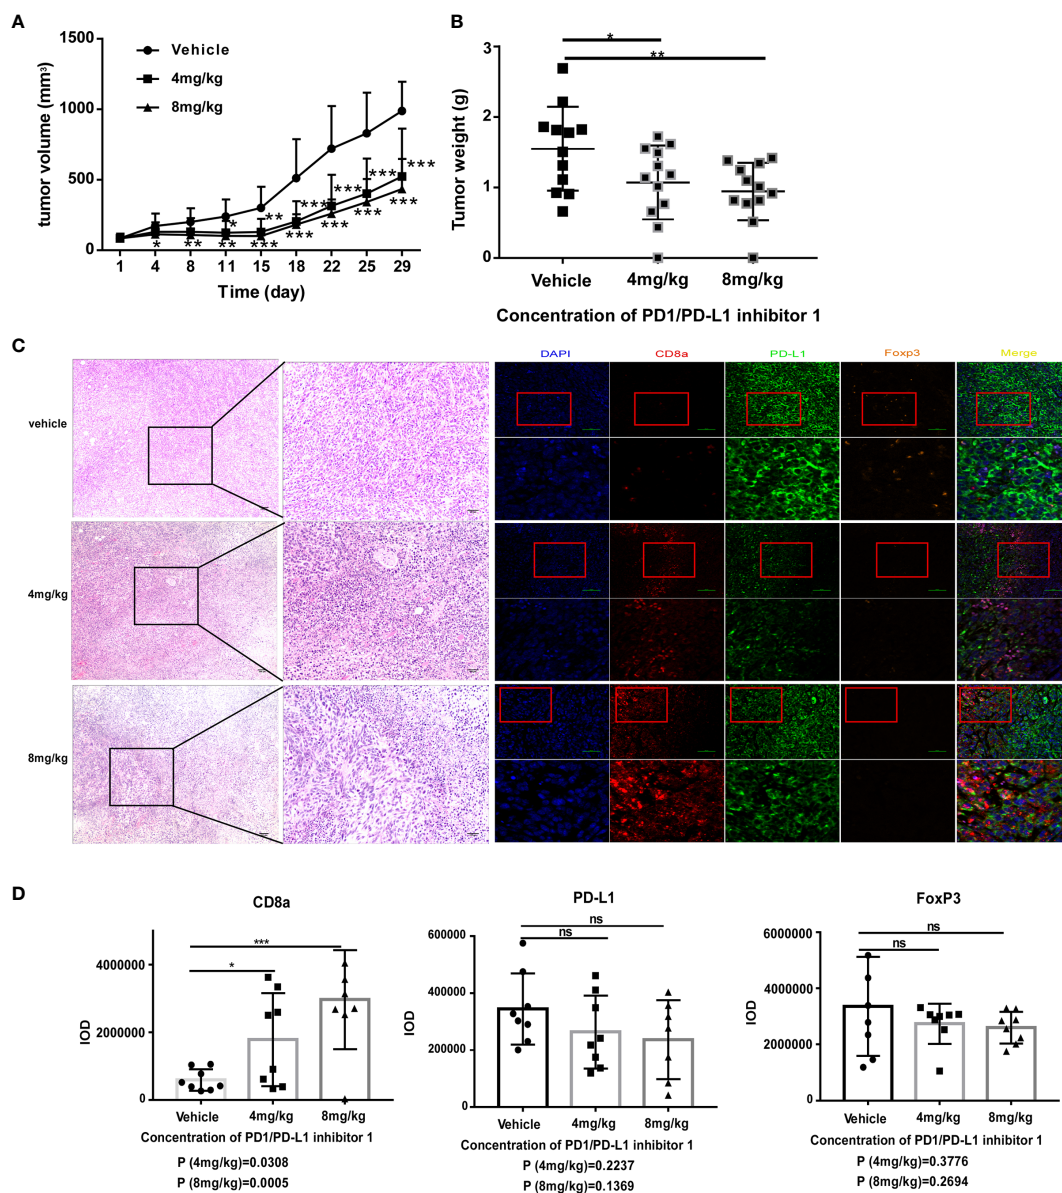 A
1500
1000
500
0
tumor volume (mm³)
Vehicle
4mg/kg
8mg/kg
* ** *** *** *** ***
* ** ** *** *** *** *** ***
1 4 8 11 15 18 22 25 29
Time (day)
B
3
2
1
0
Tumor weight (g)
*
**
Vehicle 4mg/kg 8mg/kg
Concentration of PD1/PD-L1 inhibitor 1
C
DAPI CD8a PD-L1 Foxp3 Merge
vehicle
4mg/kg
8mg/kg
D
CD8a
4000000
2000000
0
IOD
***
*
Vehicle 4mg/kg 8mg/kg
Concentration of PD1/PD-L1 inhibitor 1
P (4mg/kg)=0.0308
P (8mg/kg)=0.0005
PD-L1
600000
400000
200000
0
IOD
ns
ns
Vehicle 4mg/kg 8mg/kg
Concentration of PD1/PD-L1 inhibitor 1
P (4mg/kg)=0.2237
P (8mg/kg)=0.1369
FoxP3
6000000
4000000
2000000
0
IOD
ns
ns
Vehicle 4mg/kg 8mg/kg
Concentration of PD1/PD-L1 inhibitor 1
P (4mg/kg)=0.3776
P (8mg/kg)=0.2694